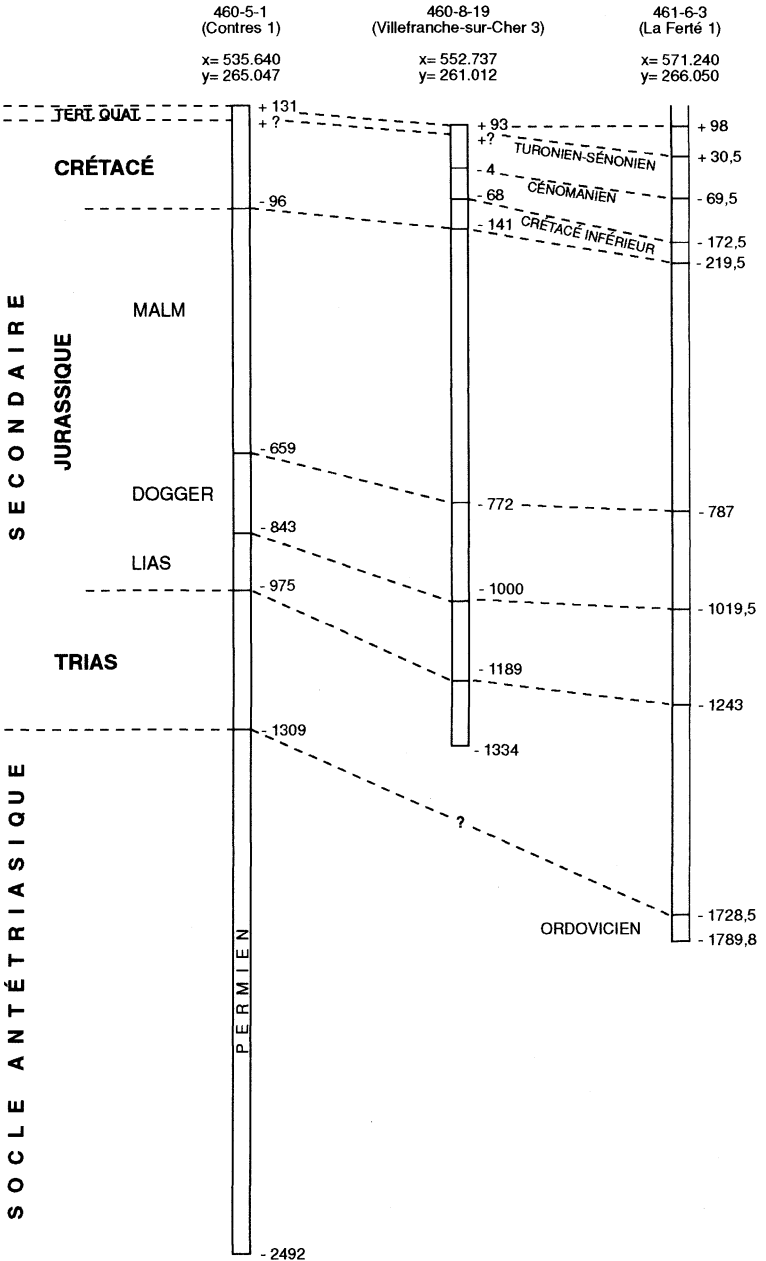 460-5-1
(Contres 1)
x= 535.640
y= 265.047
460-8-19
(Villefranche-sur-Cher 3)
x= 552.737
y= 261.012
461-6-3
(La Ferté 1)
x= 571.240
y= 266.050
TERT. QUAT.
+ 131
+ ?
+ 93
+?
+ 98
+ 30,5
TURONIEN-SÉNONIEN
CRÉTACÉ
- 4
CÉNOMANIEN
- 69,5
- 96
- 68
CRÉTACÉ INFÉRIEUR
- 141
- 172,5
- 219,5
SECONDAIRE
JURASSIQUE
MALM
- 659
DOGGER
- 772
- 787
- 843
LIAS
- 975
- 1000
- 1019,5
TRIAS
- 1189
- 1243
- 1309
- 1334
?
SOCLE ANTÉTRIASIQUE
PERMIEN
ORDOVICIEN
- 1728,5
- 1789,8
- 2492